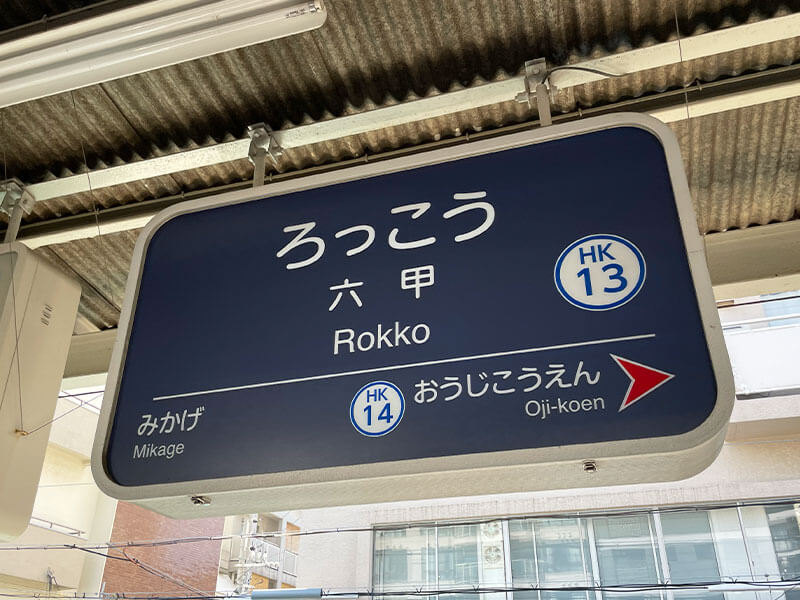 ろっこう
六 甲
Rokko
HK
13
みかげ
Mikage
HK
14
おうじこうえん
Oji-koen